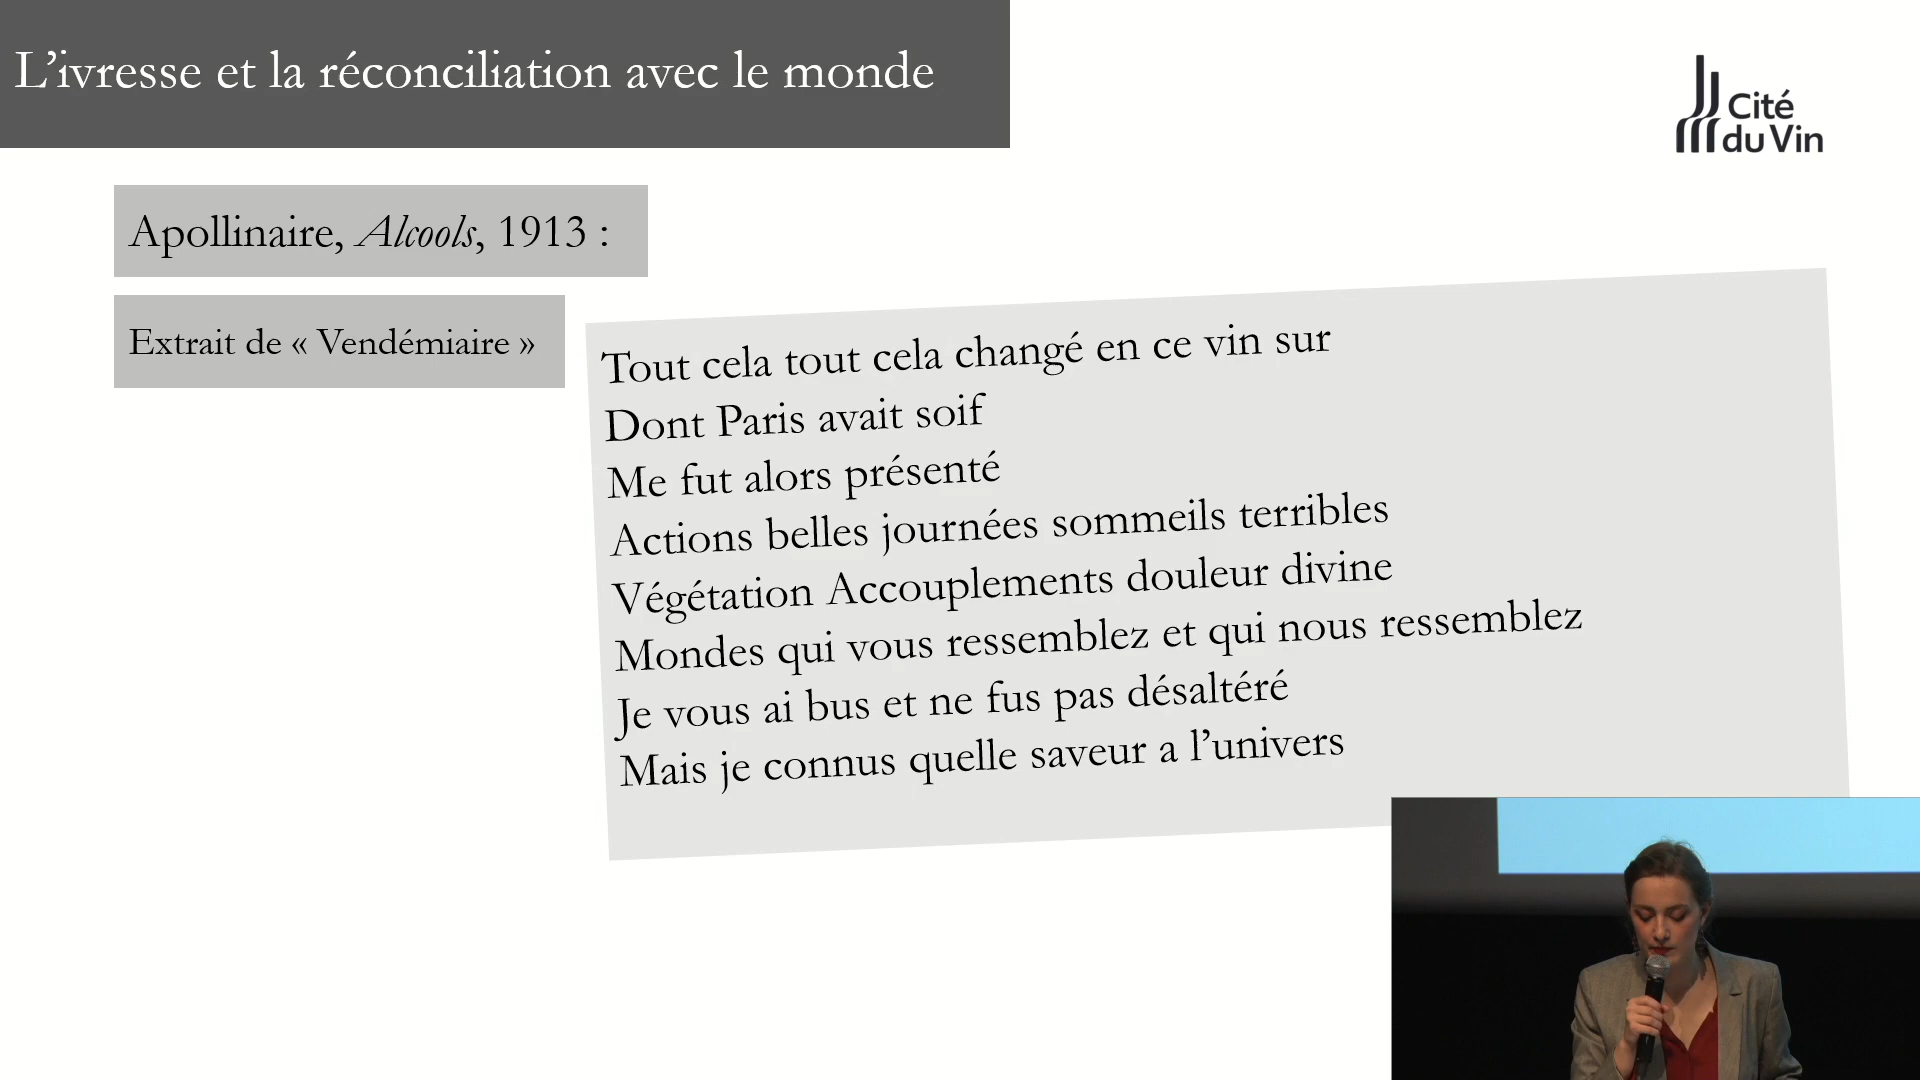 L’ivresse et la réconciliation avec le monde
Cité
du Vin
Apollinaire, Alcools, 1913 :
Extrait de « Vendémiaire »
Tout cela tout cela changé en ce vin sur
Dont Paris avait soif
Me fut alors présenté
Actions belles journées sommeils terribles
Végétation Accouplements douleur divine
Mondes qui vous ressemblez et qui nous ressemblez
Je vous ai bus et ne fus pas désaltéré
Mais je connus quelle saveur a l’univers